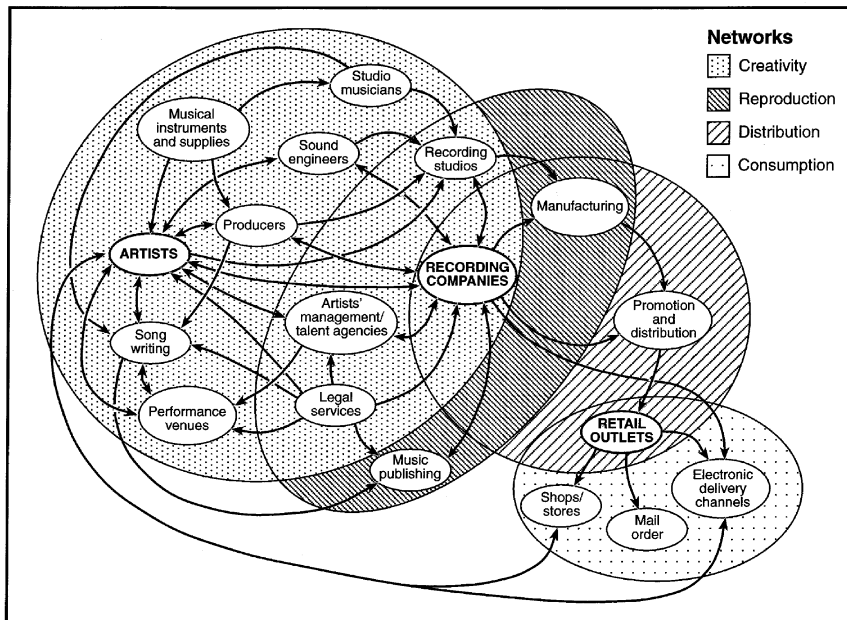 Networks
Creativity
Reproduction
Distribution
Consumption
Studio
musicians
Musical
instruments
and supplies
Sound
engineers
Recording
studios
Manufacturing
Producers
ARTISTS
RECORDING
COMPANIES
Artists'
management/
talent agencies
Promotion
and
distribution
Song
writing
Legal
services
Performance
venues
RETAIL
OUTLETS
Music
publishing
Electronic
delivery
channels
Shops/
stores
Mail
order